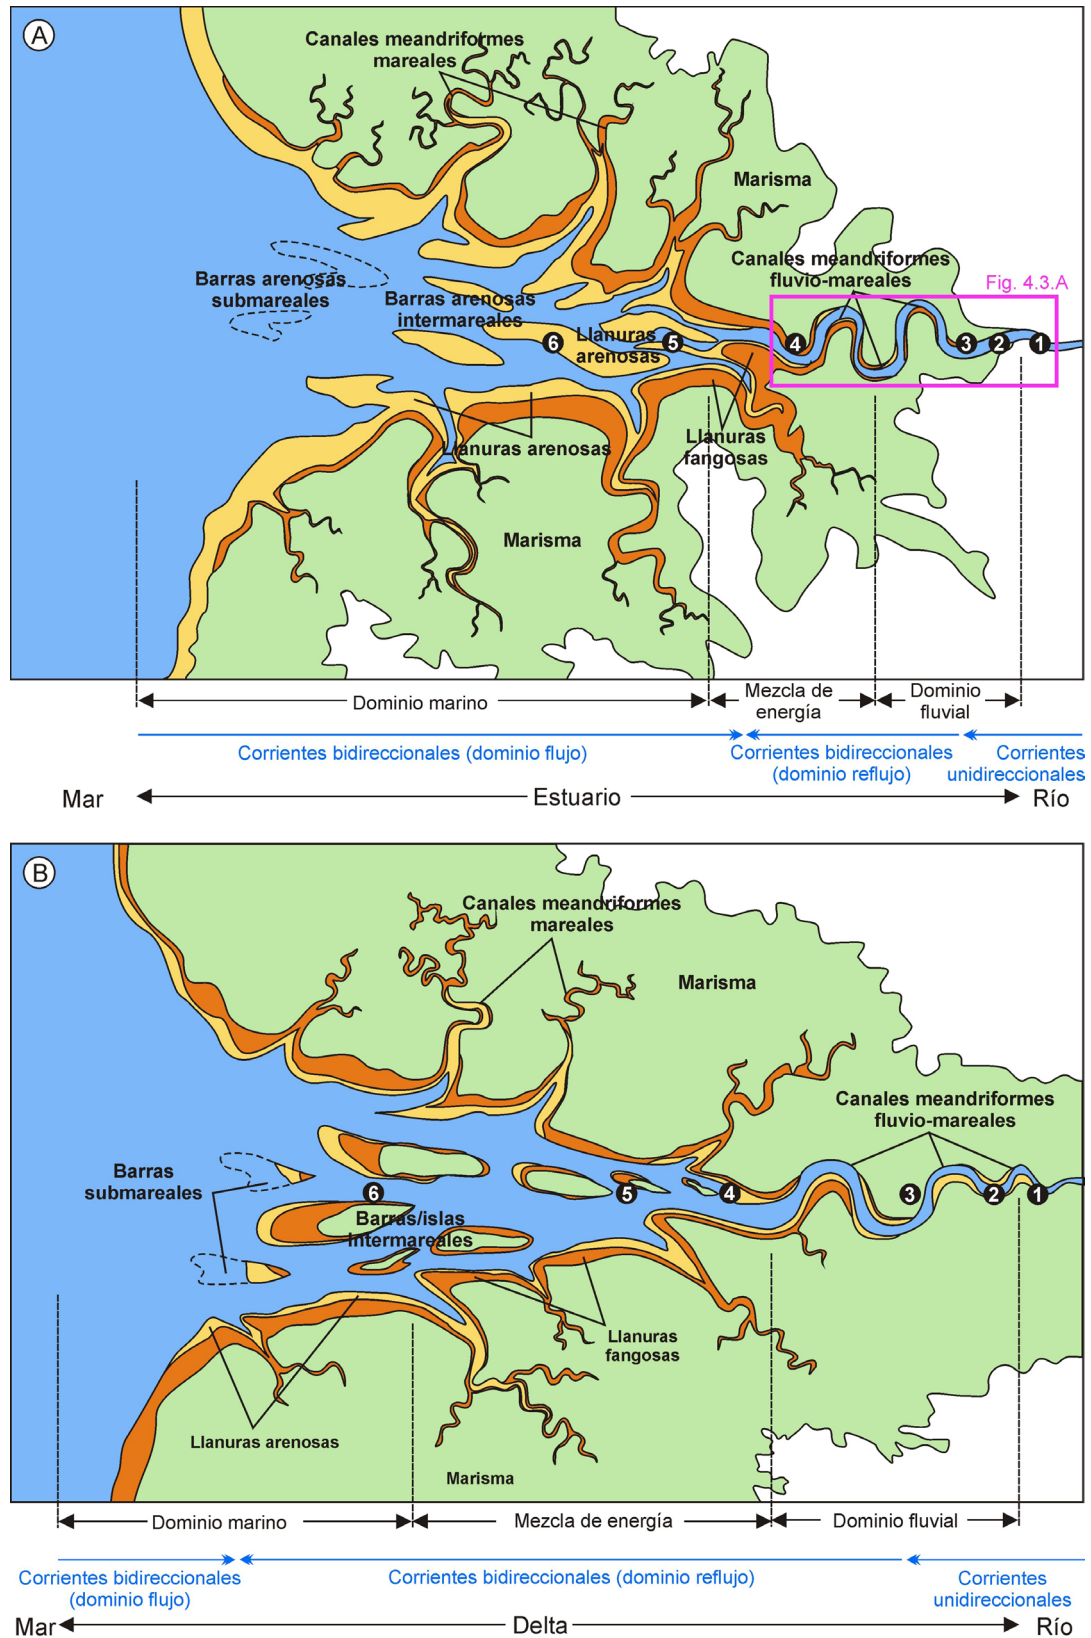 A
Canales meandriformes
mareales
Marisma
Canales meandriformes
fluvio-mareales
Fig. 4.3.A
Barras arenosas
submareales
Barras arenosas
intermareales
Llanuras
arenosas
6
5
4
3
2
1
Llanuras arenosas
Llanuras
fangosas
Marisma
Dominio marino
Mezcla de
energía
Dominio
fluvial
Corrientes bidireccionales (dominio flujo)
Corrientes bidireccionales
(dominio reflujo)
Corrientes
unidireccionales
Mar
Estuario
Río
B
Canales meandriformes
mareales
Marisma
Canales meandriformes
fluvio-mareales
Barras
submareales
6
5
4
3
2
1
Barras/islas
Intermareales
Llanuras
fangosas
Llanuras arenosas
Marisma
Dominio marino
Mezcla de energía
Dominio fluvial
Corrientes bidireccionales
(dominio flujo)
Corrientes bidireccionales (dominio reflujo)
Corrientes
unidireccionales
Mar
Delta
Río